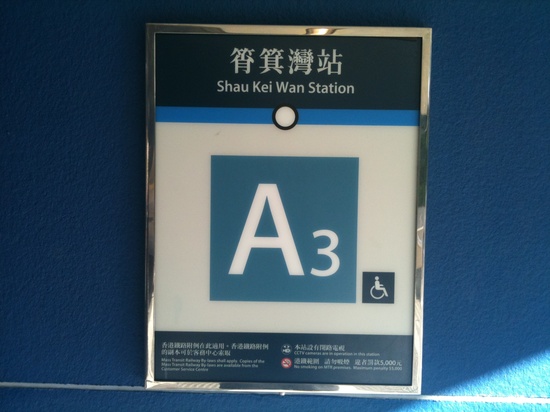 筲箕灣站
Shau Kei Wan Station
A3
香港鐵路附例在此適用。香港鐵路附例
的副本可於客務中心索取
Mass Transit Railway By-laws shall apply. Copies of the
Mass Transit Railway By-laws are available from the
Customer Service Centre
本站設有閉路電視
CCTV cameras are in operation in this station
港鐵範圍 請勿吸煙 違者罰款5,000元
No smoking on MTR premises. Maximum penalty $5,000